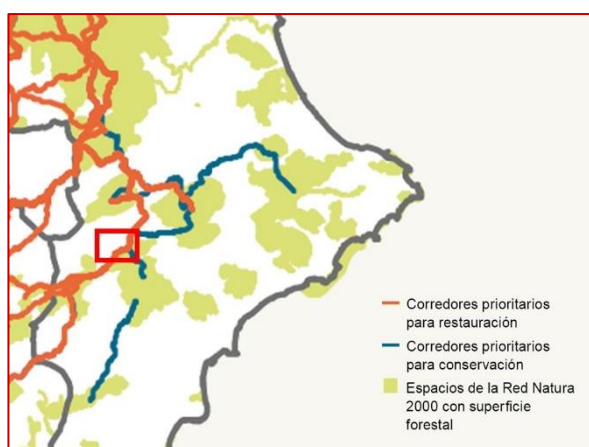 Corredores prioritarios
para restauración
Corredores prioritarios
para conservación
Espacios de la Red Natura
2000 con superficie
forestal